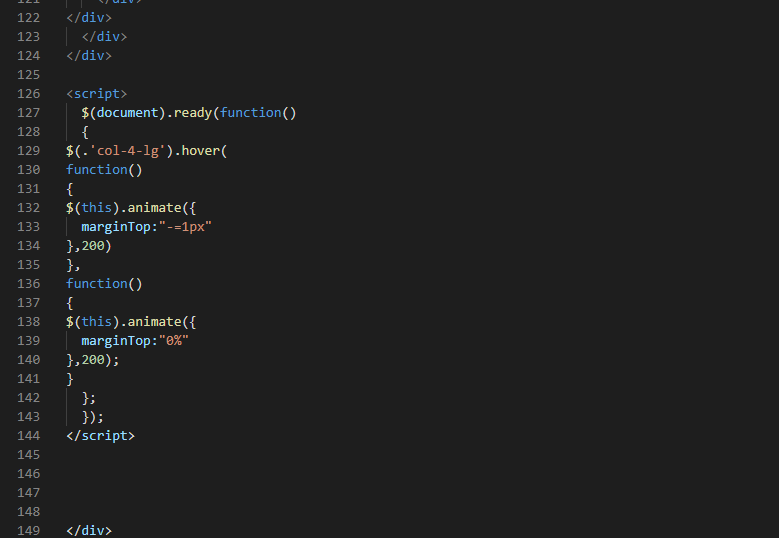 121 </div>
122 </div>
123 </div>
124 </div>
125
126 <script>
127 $(document).ready(function()
128 {
129 $(.'col-4-lg').hover(
130 function()
131 {
132 $(this).animate({
133 marginTop:"-=1px"
134 },200)
135 },
136 function()
137 {
138 $(this).animate({
139 marginTop:"0%"
140 },200);
141 }
142 };
143 });
144 </script>
145
146
147
148
149 </div>